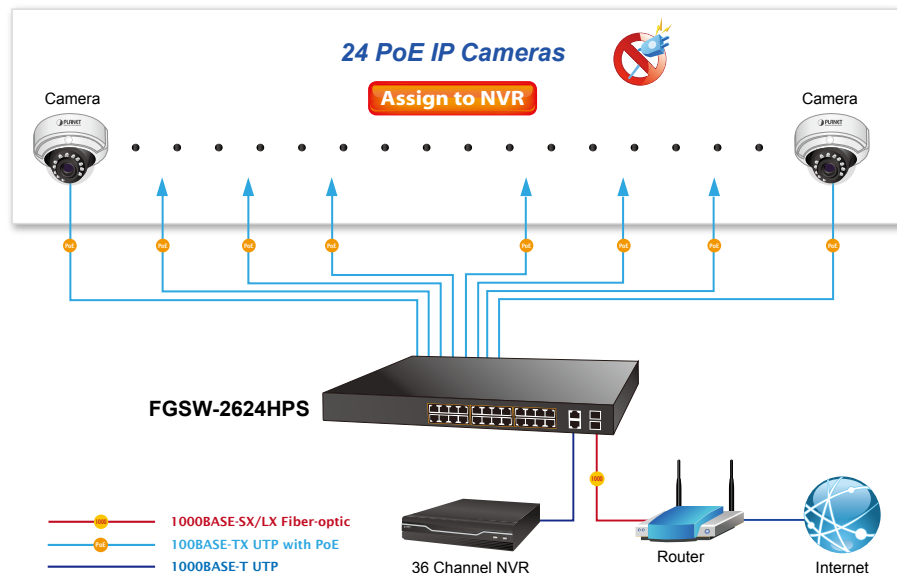 24 PoE IP Cameras
Assign to NVR
Camera
Camera
PLANET
PLANET
PoE
PoE
PoE
PoE
PoE
PoE
PoE
PoE
FGSW-2624HPS
1000
1000 1000BASE-SX/LX Fiber-optic
PoE 100BASE-TX UTP with PoE
1000BASE-T UTP
36 Channel NVR
Router
Internet